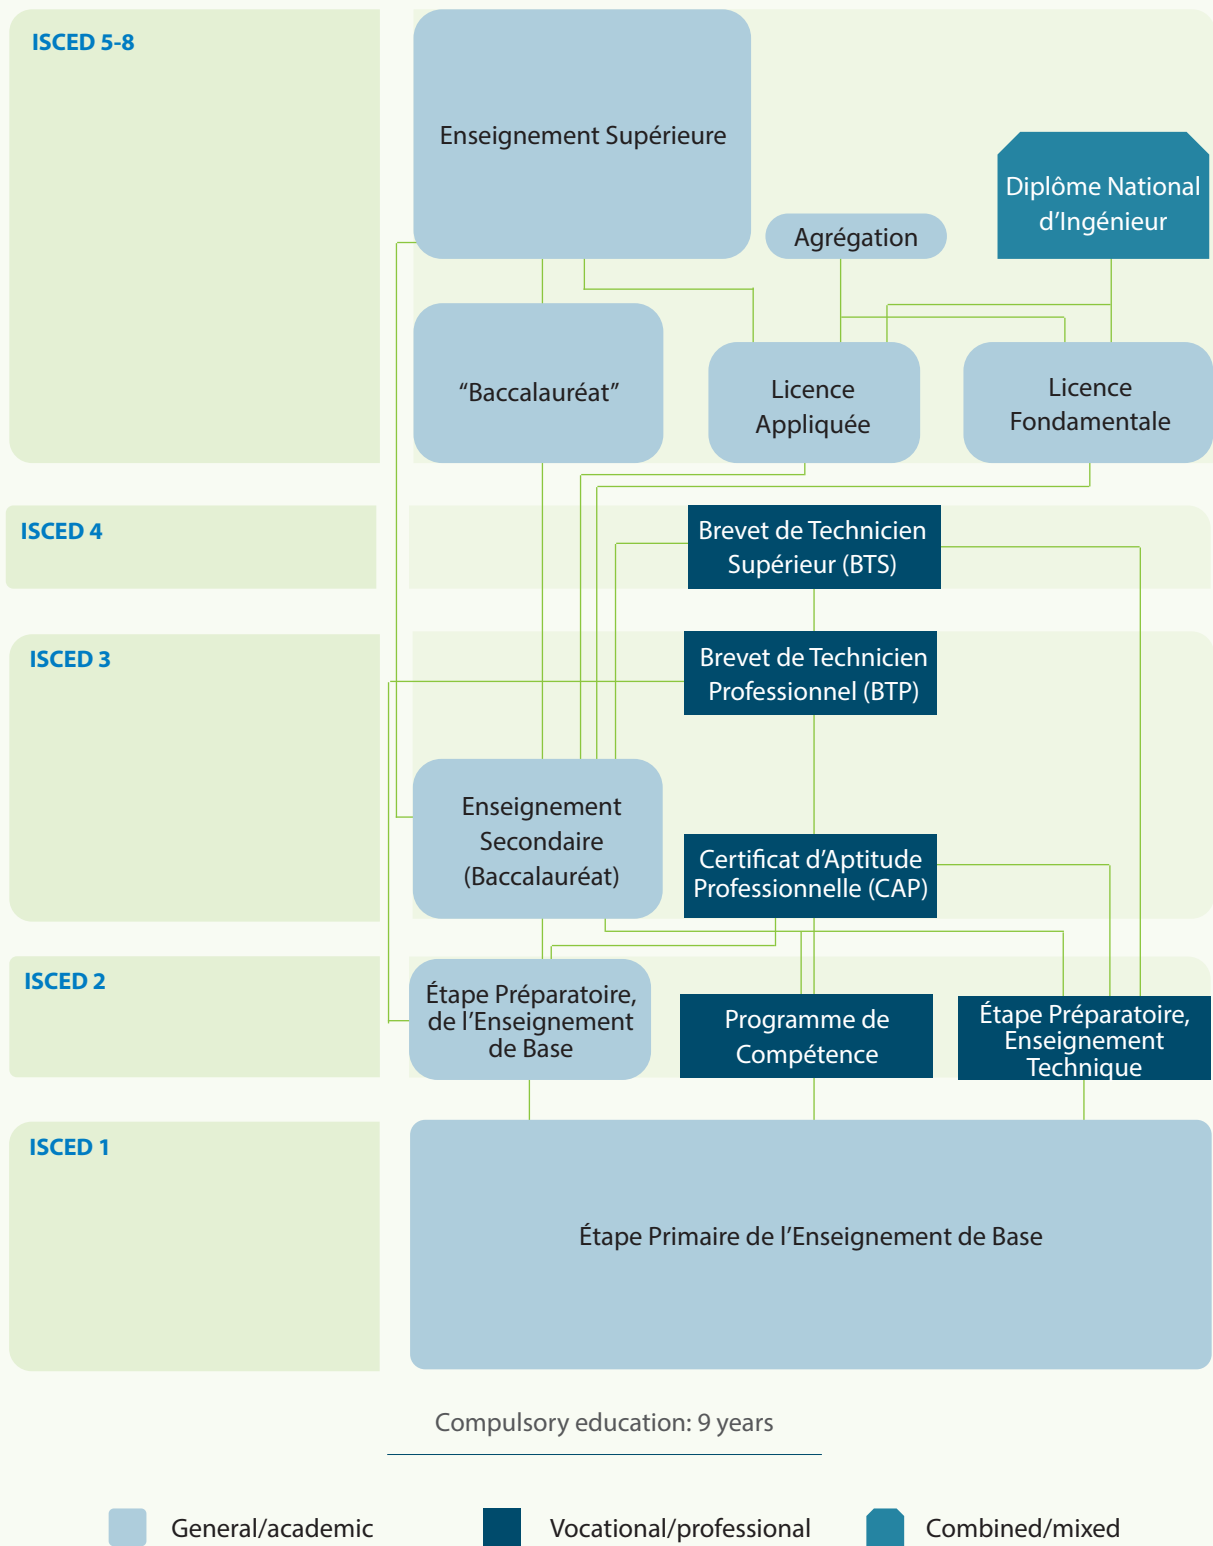 ISCED 5-8
Enseignement Supérieure
Diplôme National
d’Ingénieur
Agrégation
“Baccalauréat”
Licence
Appliquée
Licence
Fondamentale
ISCED 4
Brevet de Technicien
Supérieur (BTS)
ISCED 3
Brevet de Technicien
Professionnel (BTP)
Enseignement
Secondaire
(Baccalauréat)
Certificat d’Aptitude
Professionnelle (CAP)
ISCED 2
Étape Préparatoire,
de l’Enseignement
de Base
Programme de
Compétence
Étape Préparatoire,
Enseignement
Technique
ISCED 1
Étape Primaire de l’Enseignement de Base
Compulsory education: 9 years
General/academic
Vocational/professional
Combined/mixed